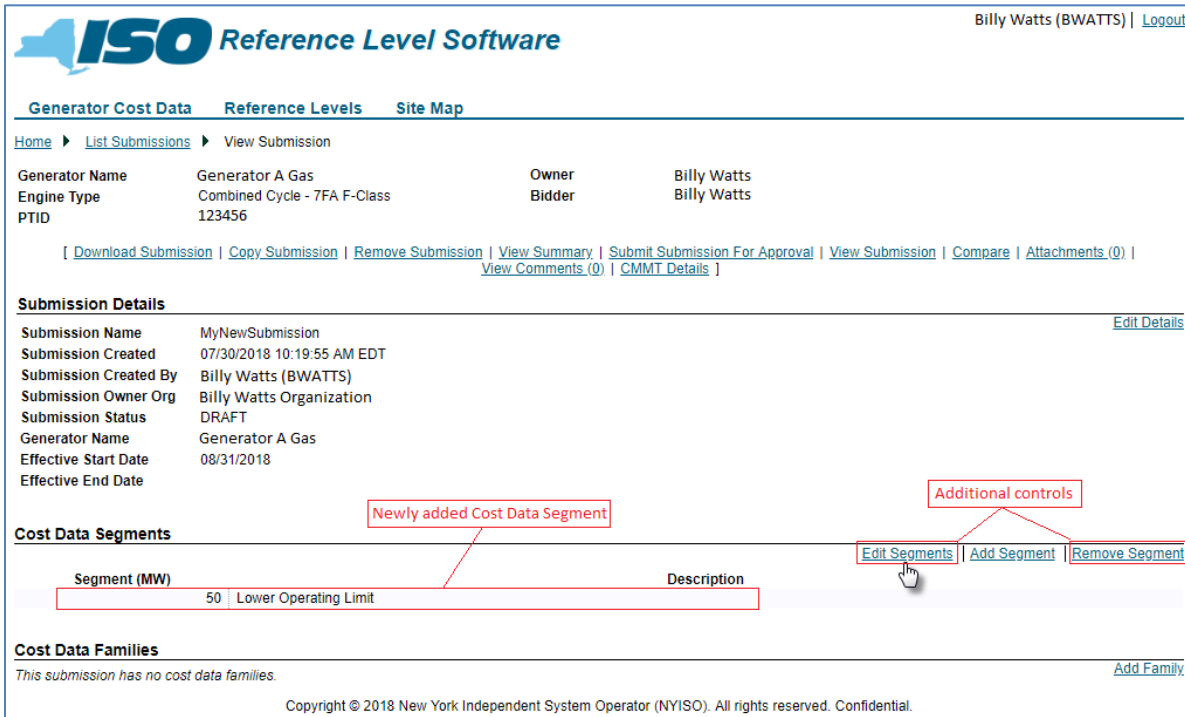 Billy Watts (BWATTS) | Logout
ISO Reference Level Software
Generator Cost Data Reference Levels Site Map
Home List Submissions View Submission
Generator Name Generator A Gas Owner Billy Watts
Engine Type Combined Cycle - 7FA F-Class Bidder Billy Watts
PTID 123456
[ Download Submission | Copy Submission | Remove Submission | View Summary | Submit Submission For Approval | View Submission | Compare | Attachments (0) |
View Comments (0) | CMMT Details ]
Submission Details
Edit Details
Submission Name MyNewSubmission
Submission Created 07/30/2018 10:19:55 AM EDT
Submission Created By Billy Watts (BWATTS)
Submission Owner Org Billy Watts Organization
Submission Status DRAFT
Generator Name Generator A Gas
Effective Start Date 08/31/2018
Effective End Date
Additional controls
Newly added Cost Data Segment
Cost Data Segments
Edit Segments | Add Segment | Remove Segment
Segment (MW) Description
50 Lower Operating Limit
Cost Data Families
Add Family
This submission has no cost data families.
Copyright © 2018 New York Independent System Operator (NYISO). All rights reserved. Confidential.